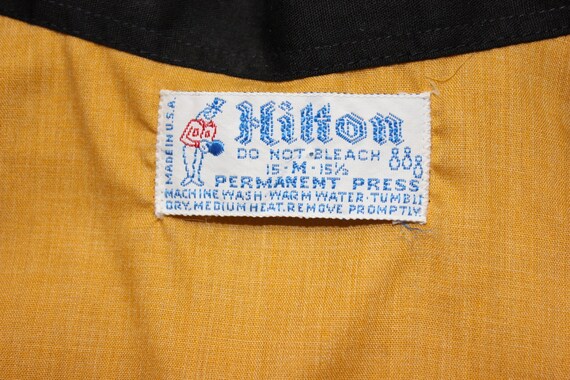 MADE IN U.S.A.
Hilton
DO NOT BLEACH
15-M-15½
PERMANENT PRESS
MACHINE WASH·WARM WATER·TUMBLE
DRY. MEDIUM HEAT. REMOVE PROMPTLY.